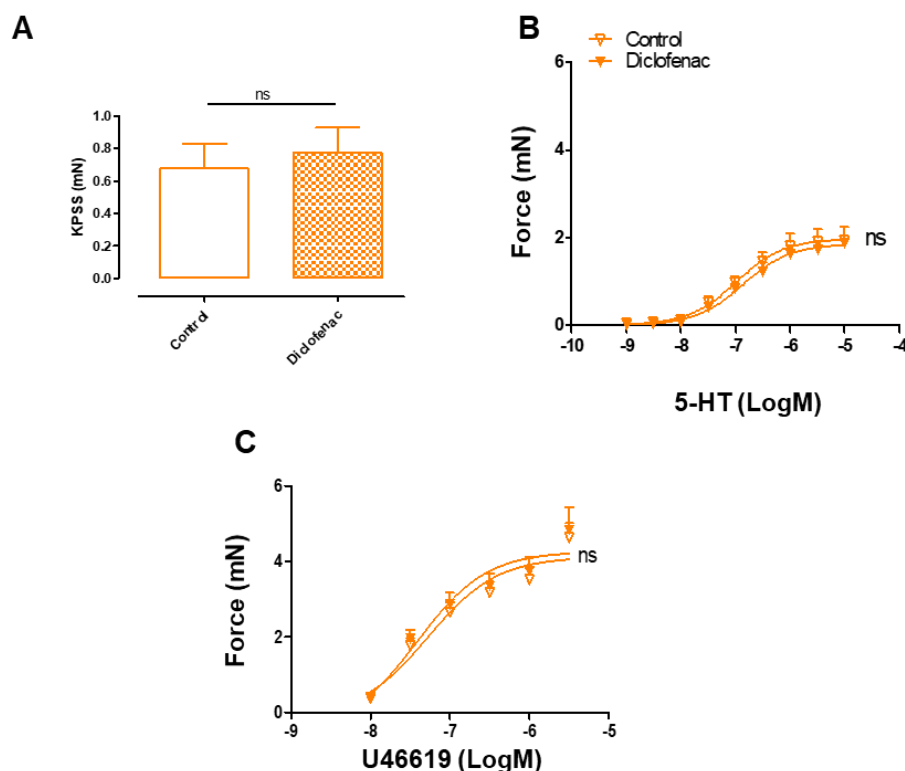 A
ns
KPSS (mN)
1.0
0.8
0.6
0.4
0.2
0.0
Control
Diclofenac
B
Control
Diclofenac
Force (mN)
6
4
2
0
ns
-10 -9 -8 -7 -6 -5 -4
5-HT (LogM)
C
Force (mN)
6
4
2
0
ns
-9 -8 -7 -6 -5
U46619 (LogM)